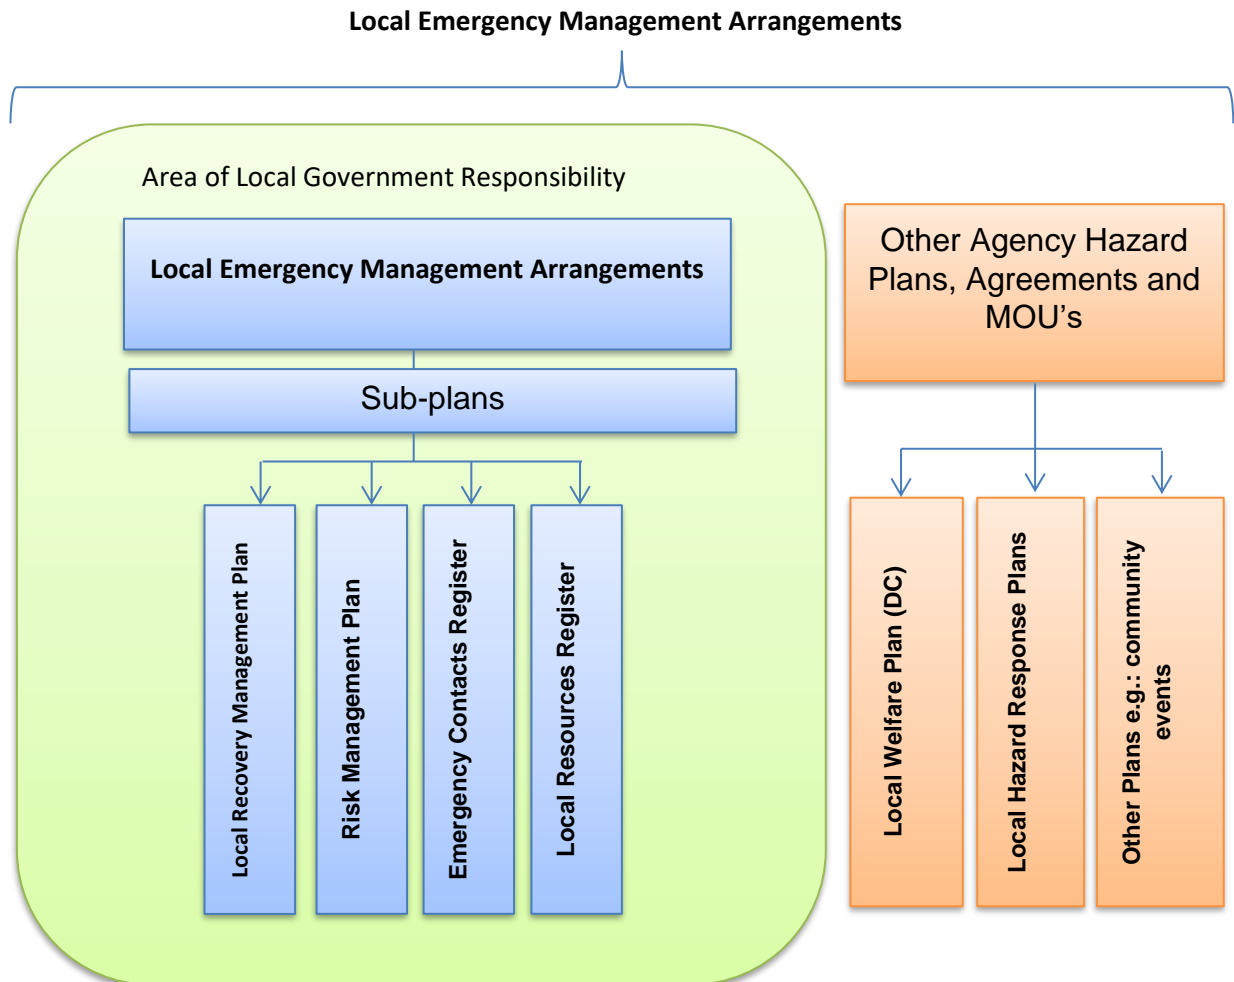 Local Emergency Management Arrangements
Area of Local Government Responsibility
Local Emergency Management Arrangements
Sub-plans
Local Recovery Management Plan
Risk Management Plan
Emergency Contacts Register
Local Resources Register
Other Agency Hazard
Plans, Agreements and
MOU's
Local Welfare Plan (DC)
Local Hazard Response Plans
Other Plans e.g.: community
events